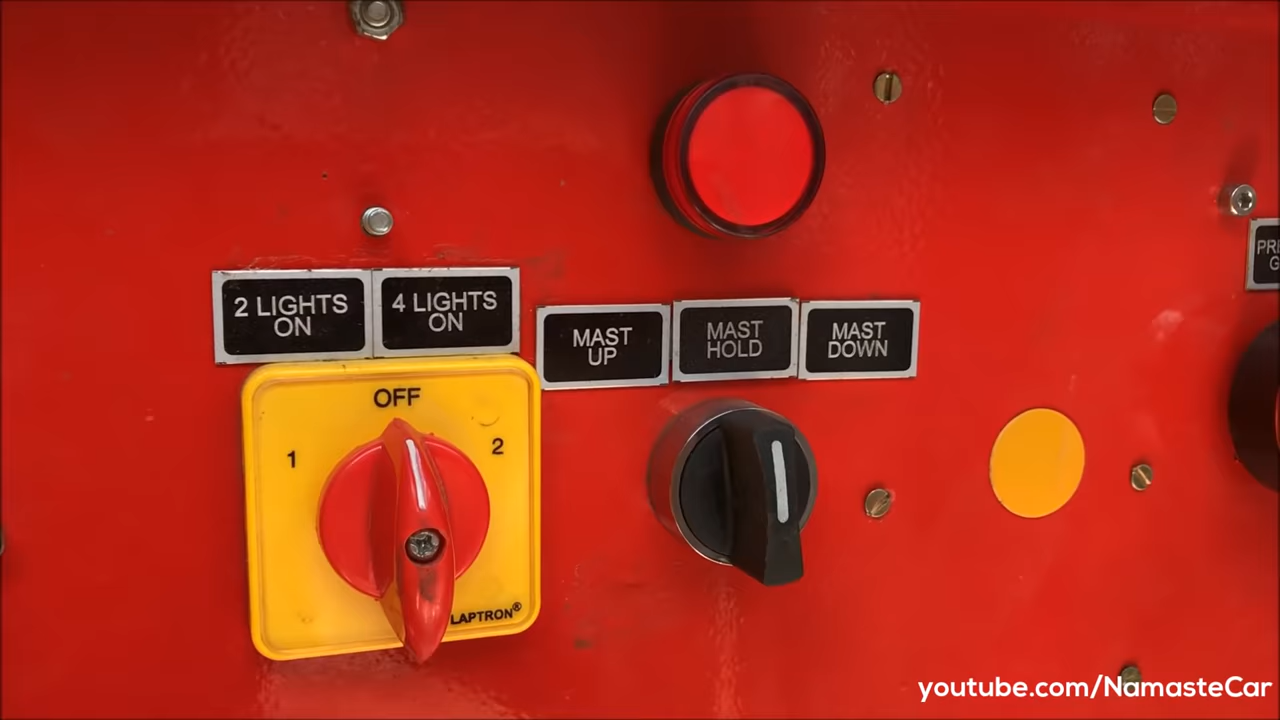 2 LIGHTS
ON
4 LIGHTS
ON
MAST
UP
MAST
HOLD
MAST
DOWN
OFF
1
2
LAPTRON®
youtube.com/NamasteCar